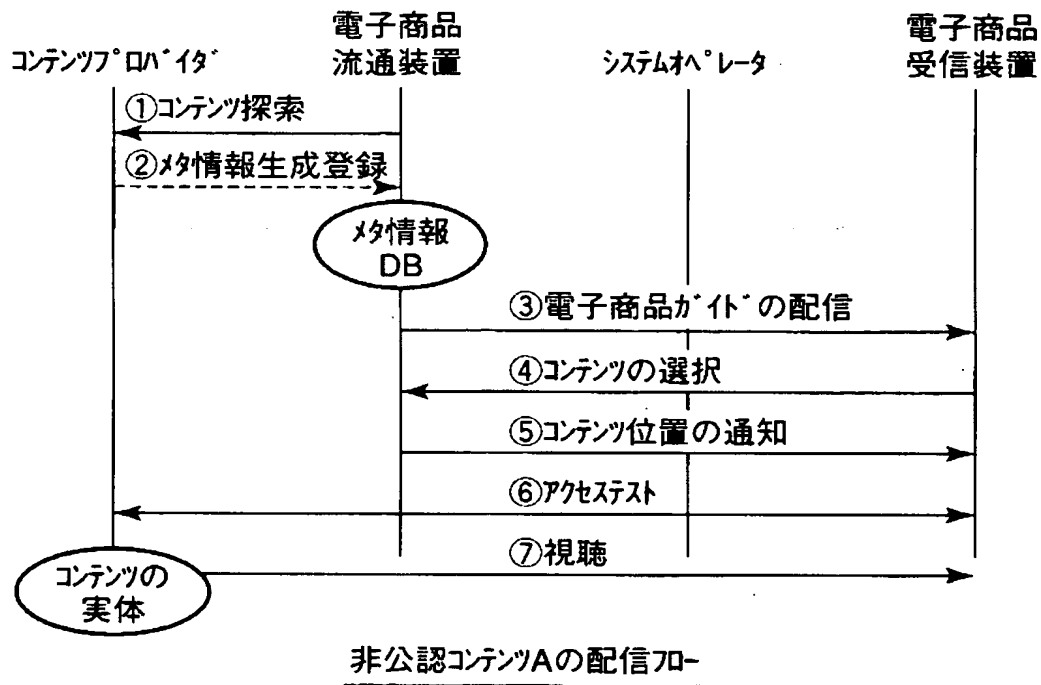 電子商品
電子商品
コンテンツプロバイダ
流通装置
システムオペレータ
受信装置
①コンテンツ探索
②メタ情報生成登録
メタ情報
DB
③電子商品ガイドの配信
④コンテンツの選択
⑤コンテンツ位置の通知
⑥アクセステスト
⑦視聴
コンテンツの
実体
非公認コンテンツAの配信フロー